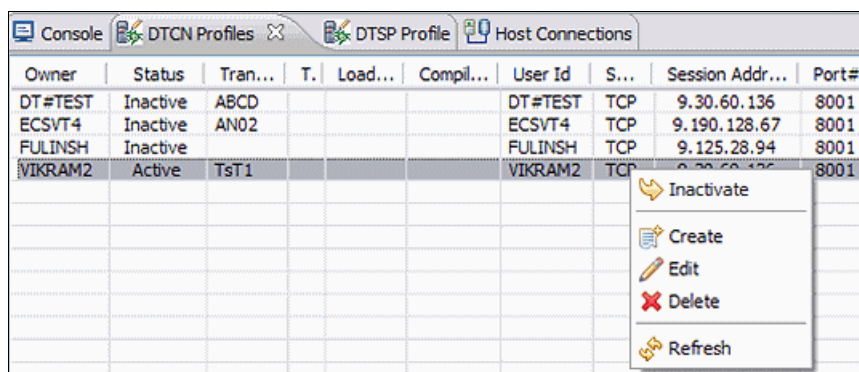 Console DTCN Profiles DTSP Profile Host Connections
Owner Status Tran... T. Load... Compil... User Id S... Session Addr... Port#
DT#TEST Inactive ABCD DT#TEST TCP 9.30.60.136 8001
ECSVT4 Inactive AN02 ECSVT4 TCP 9.190.128.67 8001
FULINSH Inactive FULINSH TCP 9.125.28.94 8001
VIKRAM2 Active TsT1 VIKRAM2 TCP 8001
Inactivate
Create
Edit
Delete
Refresh